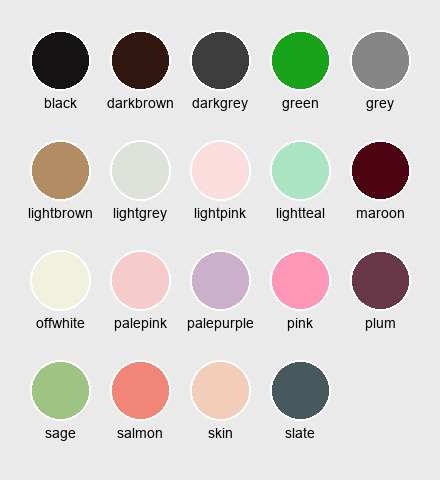 black darkbrown darkgrey green grey
lightbrown lightgrey lightpink lightteal maroon
offwhite palepink palepurple pink plum
sage salmon skin slate